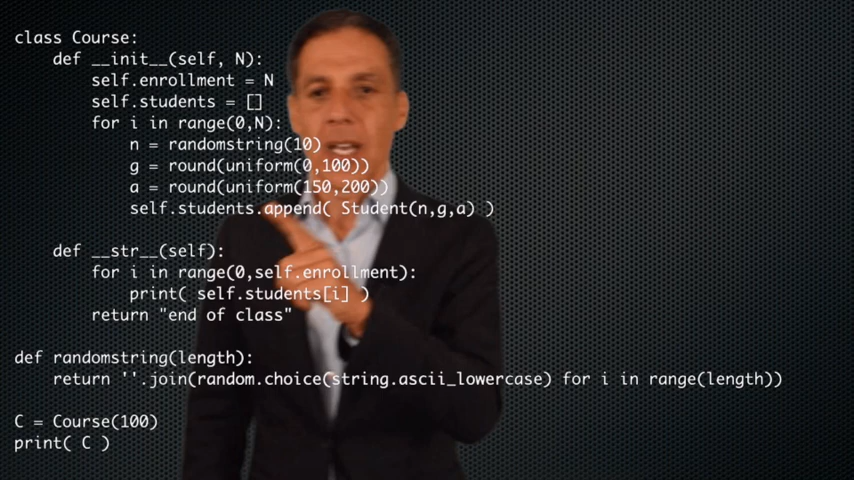 class Course:
    def __init__(self, N):
        self.enrollment = N
        self.students = []
        for i in range(0,N):
            n = randomstring(10)
            g = round(uniform(0,100))
            a = round(uniform(150,200))
            self.students.append( Student(n,g,a) )

    def __str__(self):
        for i in range(0,self.enrollment):
            print( self.students[i] )
        return "end of class"

def randomstring(length):
    return ''.join(random.choice(string.ascii_lowercase) for i in range(length))

C = Course(100)
print( C )